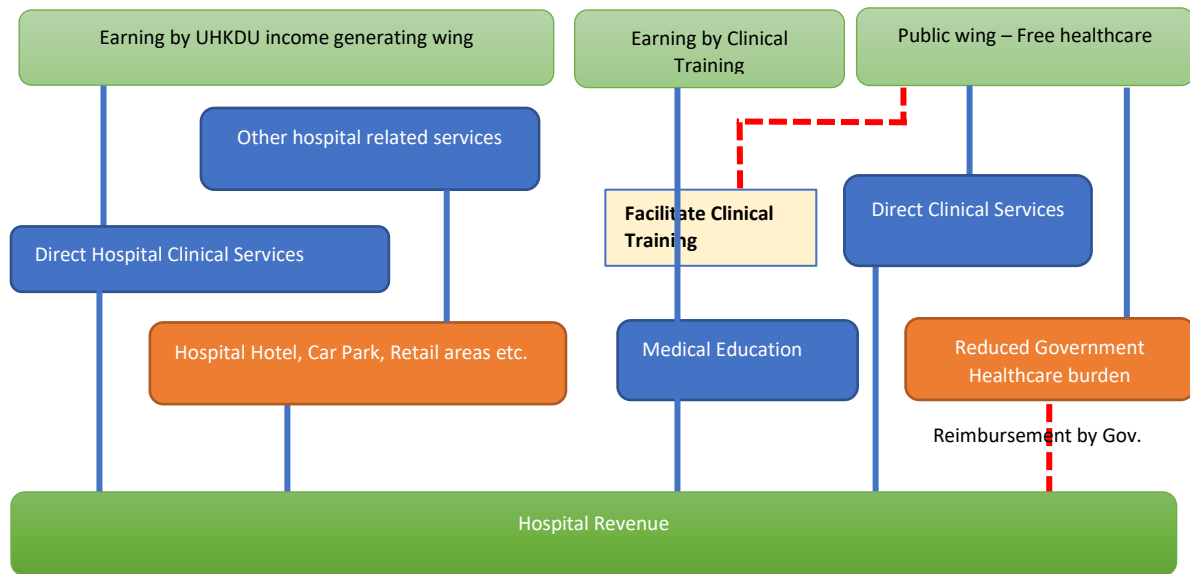 Earning by UHKDU income generating wing
Earning by Clinical
Training
Public wing – Free healthcare
Other hospital related services
Facilitate Clinical
Training
Direct Clinical Services
Direct Hospital Clinical Services
Hospital Hotel, Car Park, Retail areas etc.
Medical Education
Reduced Government
Healthcare burden
Reimbursement by Gov.
Hospital Revenue